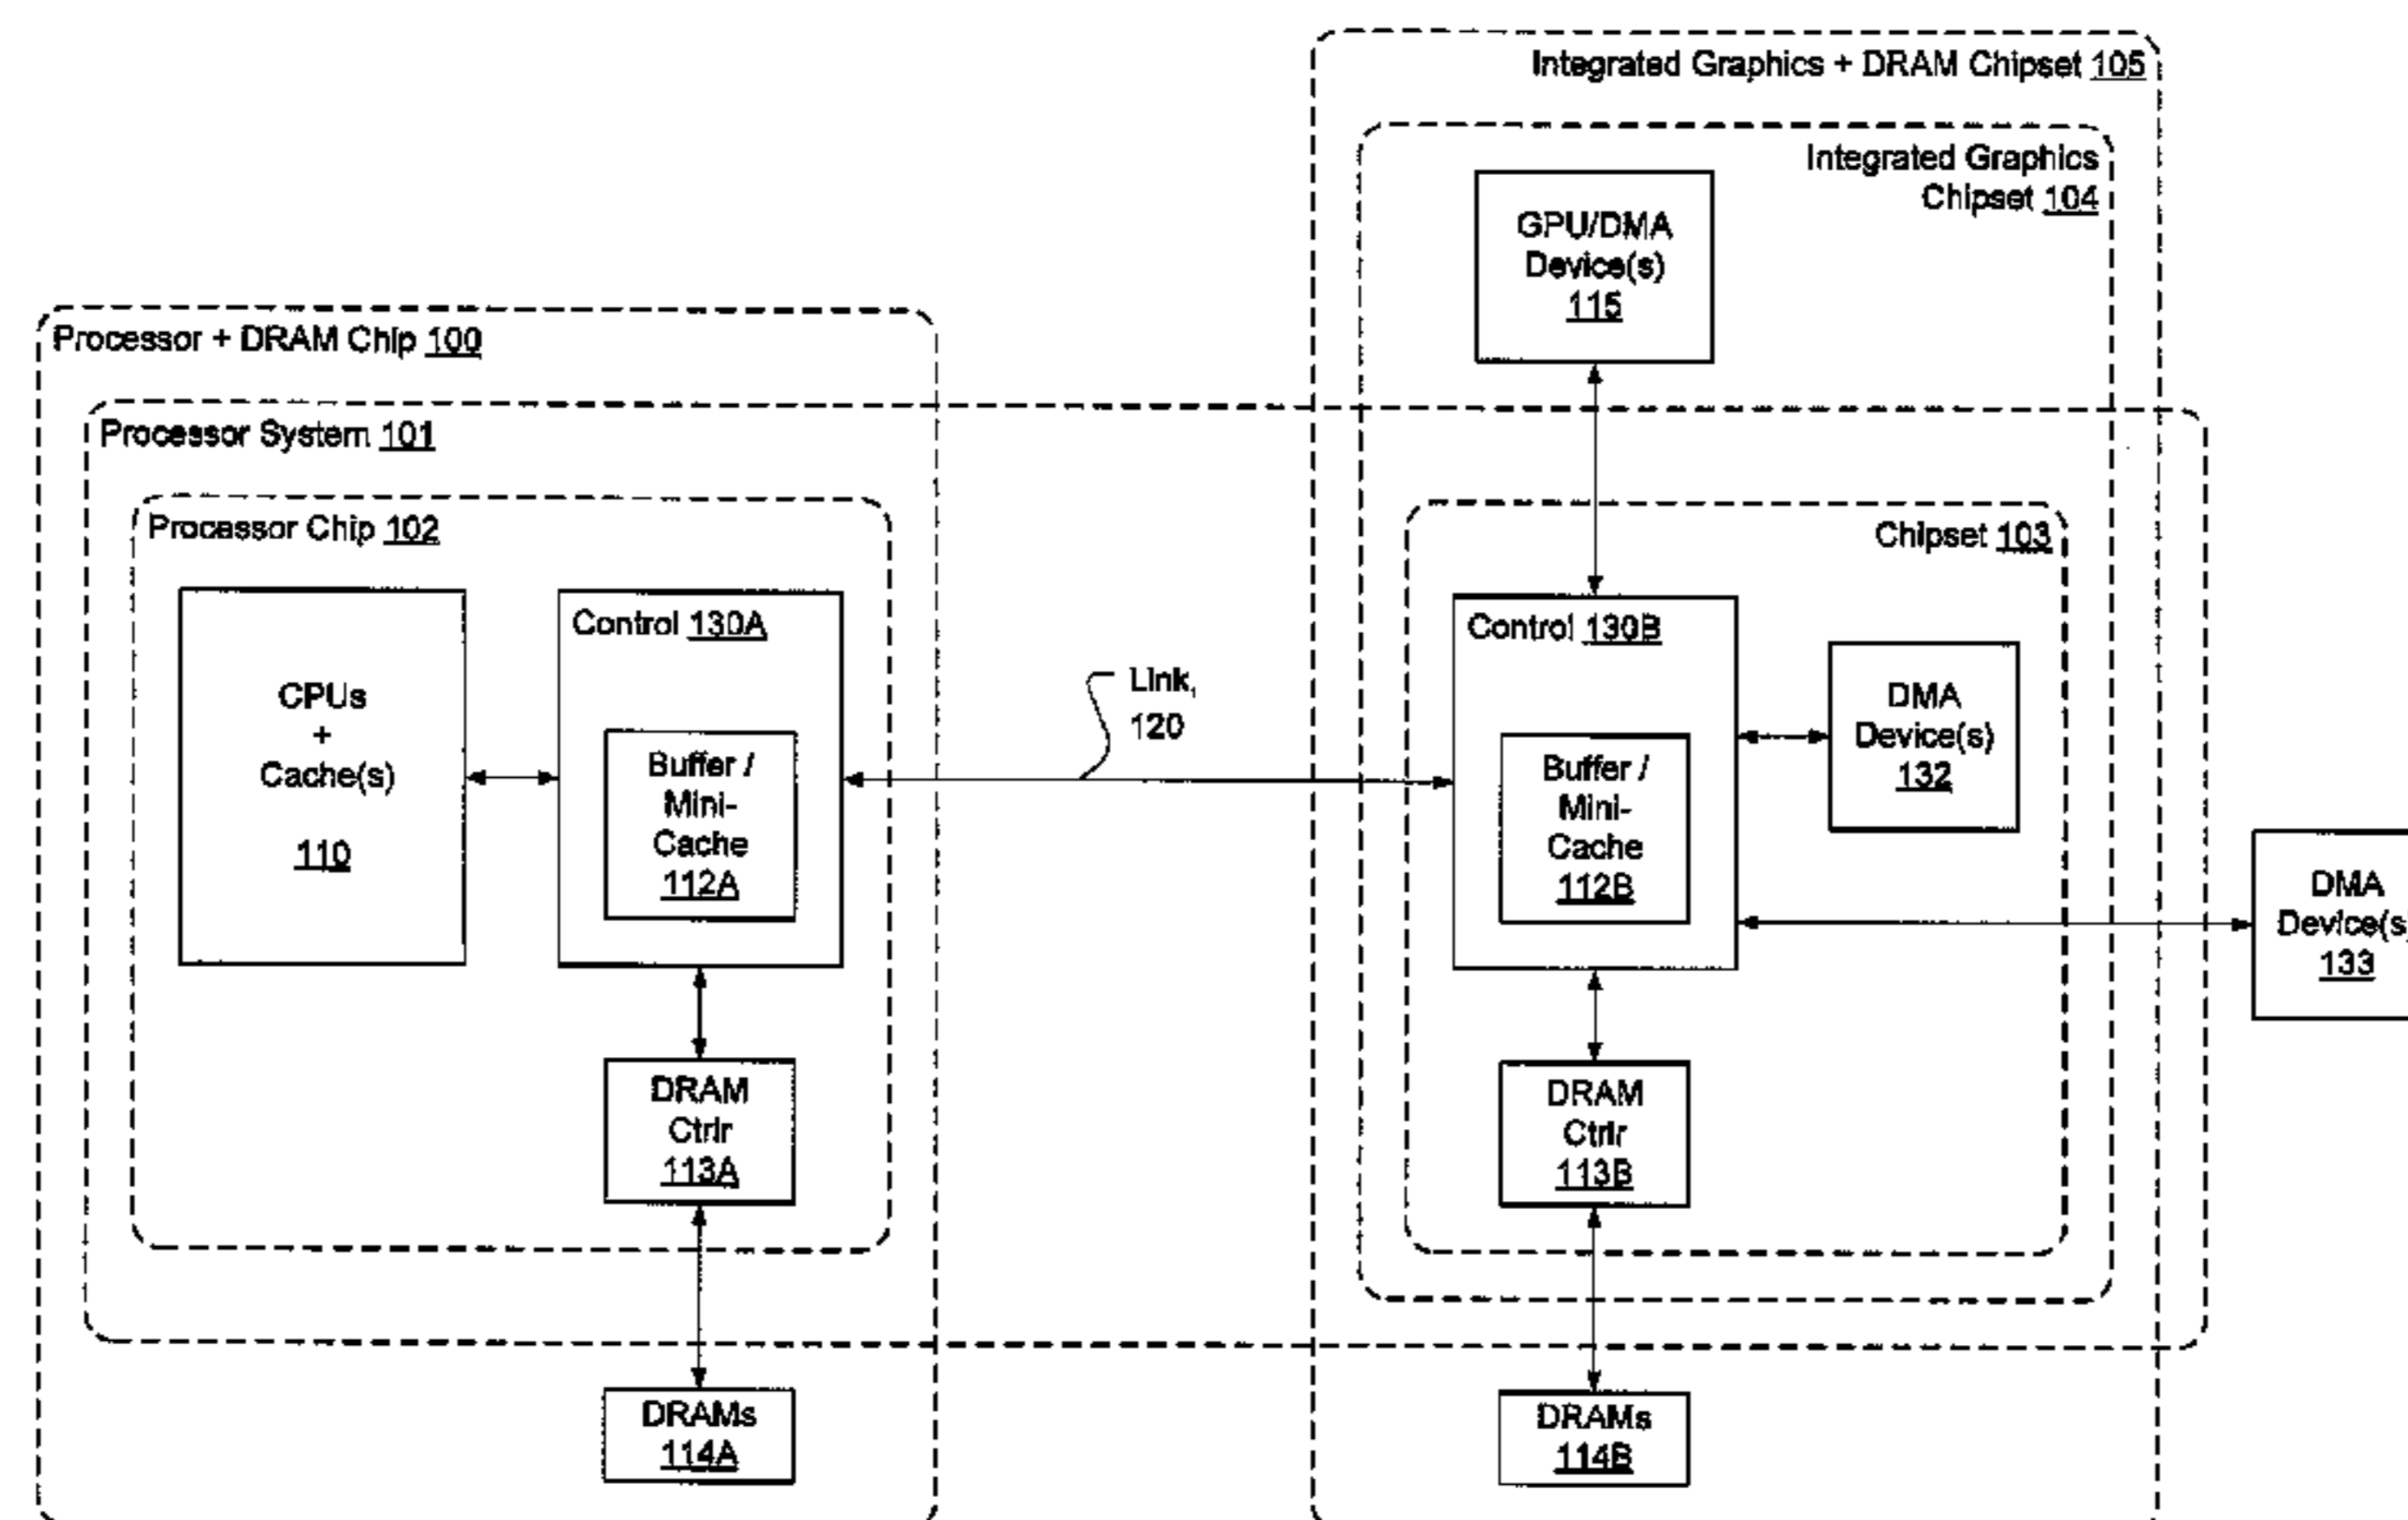 Integrated Graphics + DRAM Chipset 105
Integrated Graphics
Chipset 104
GPU/DMA
Device(s)
115
Processor + DRAM Chip 100
Processor System 101
Processor Chip 102
Chipset 103
CPUs
+
Cache(s)
110
Control 130A
Buffer /
Mini-
Cache
112A
Link,
120
Control 130B
Buffer /
Mini-
Cache
112B
DMA
Device(s)
132
DMA
Device(s
133
DRAM
Ctrlr
113A
DRAM
Ctrlr
113B
DRAMs
114A
DRAMs
114B